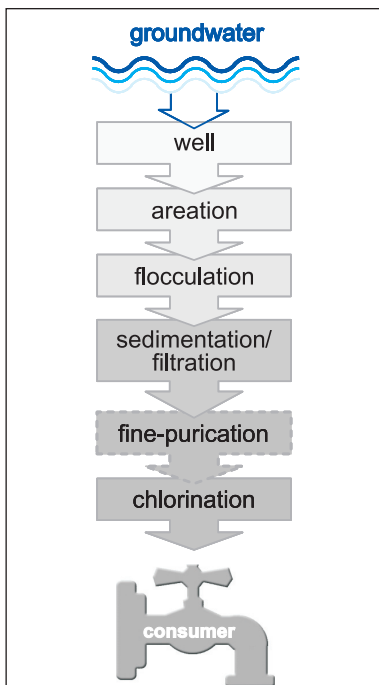 groundwater
well
areation
flocculation
sedimentation/
filtration
fine-purication
chlorination
consumer